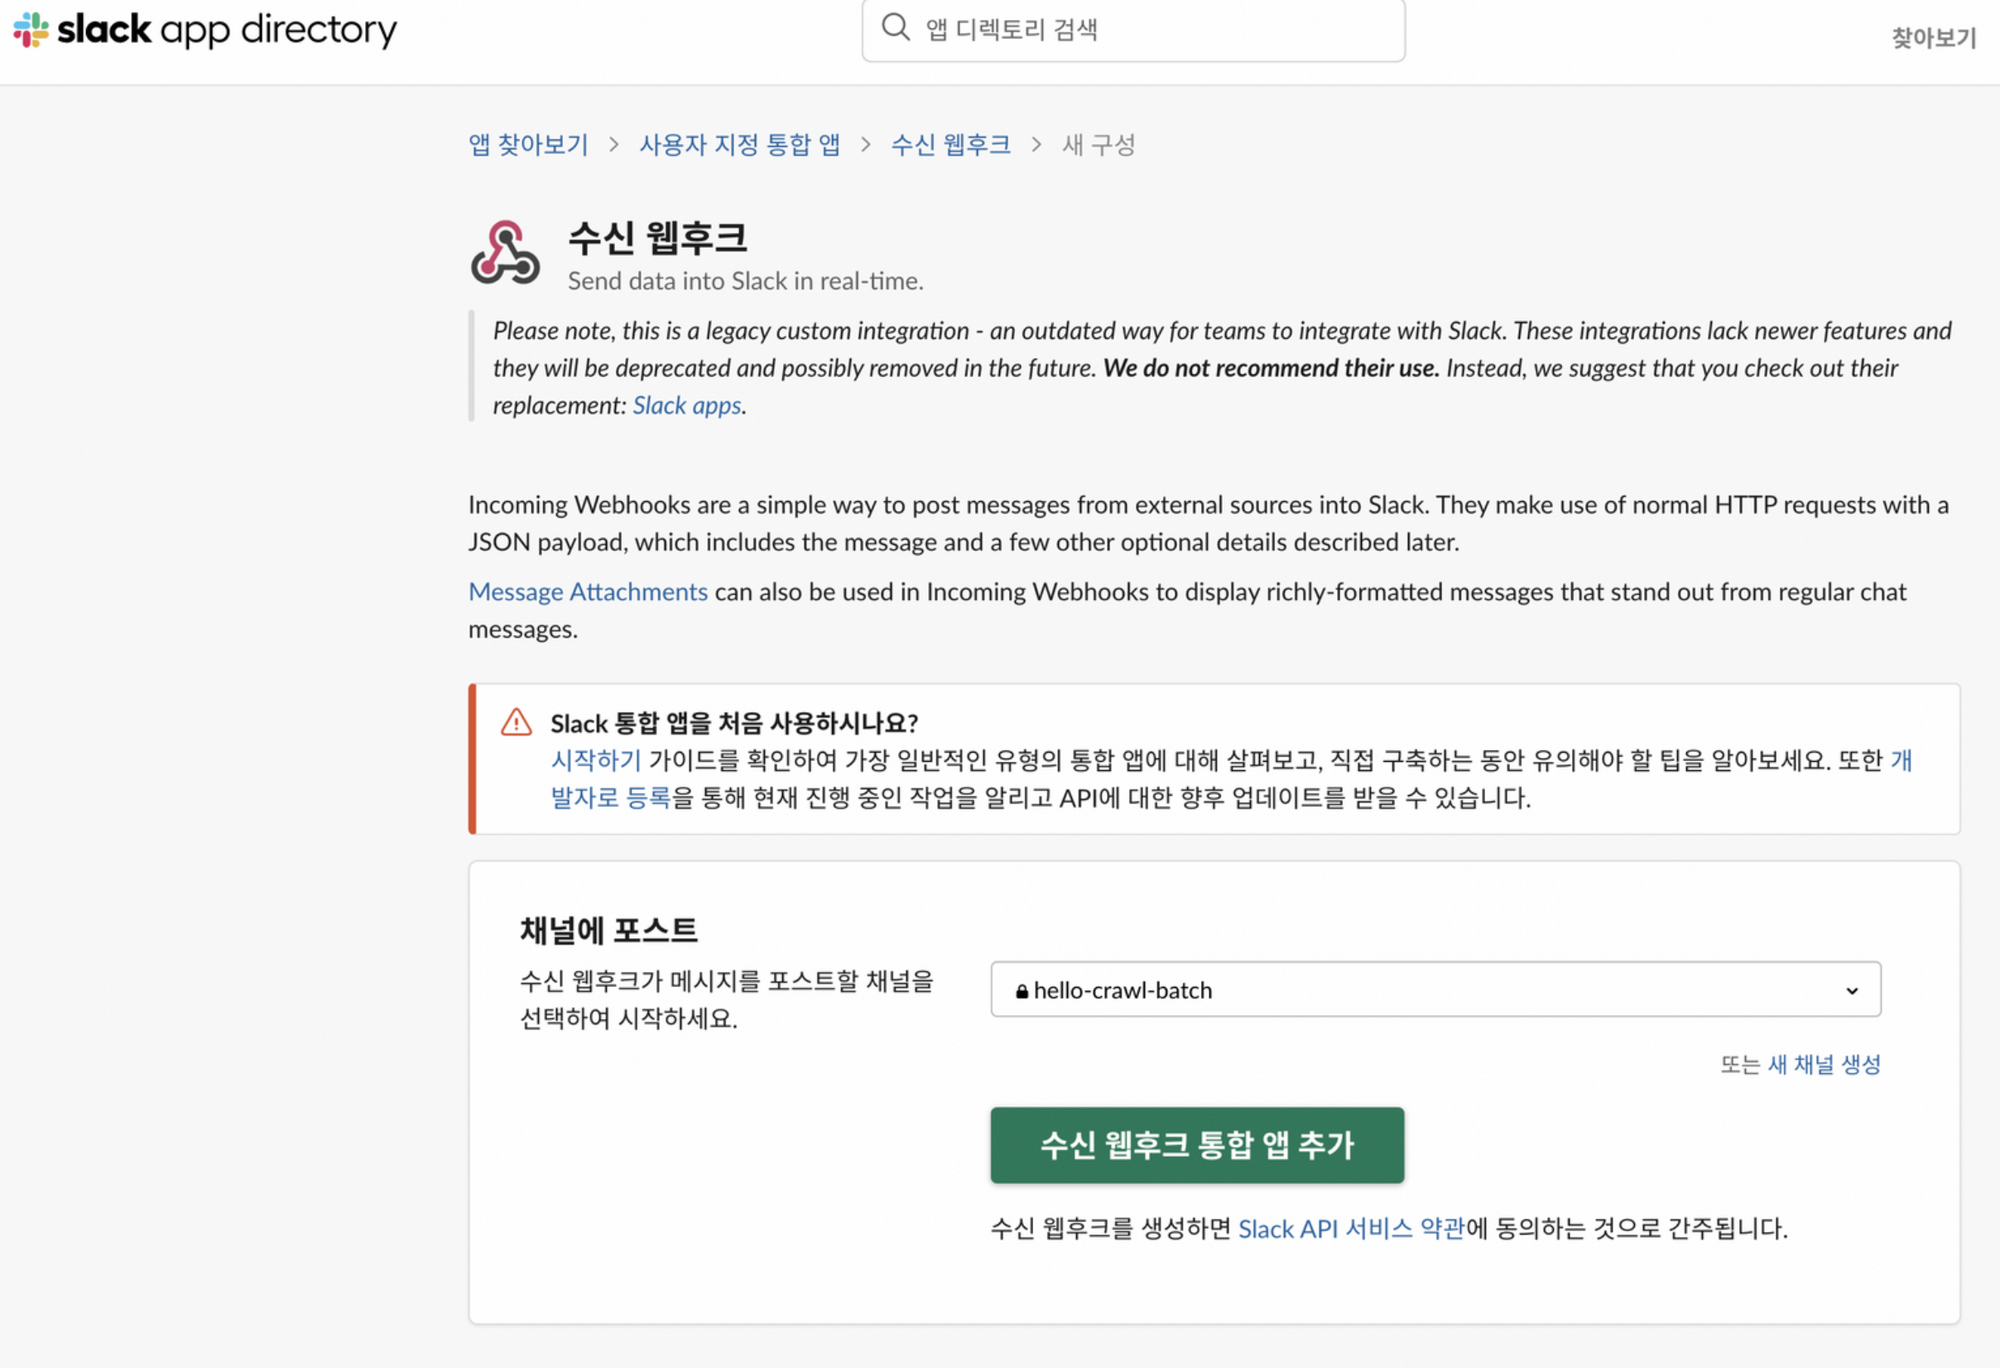 slack app directory
앱 디렉토리 검색
찾아보기
앱 찾아보기 > 사용자 지정 통합 앱 > 수신 웹후크 > 새 구성
수신 웹후크
Send data into Slack in real-time.
Please note, this is a legacy custom integration - an outdated way for teams to integrate with Slack. These integrations lack newer features and
they will be deprecated and possibly removed in the future. We do not recommend their use. Instead, we suggest that you check out their
replacement: Slack apps.
Incoming Webhooks are a simple way to post messages from external sources into Slack. They make use of normal HTTP requests with a
JSON payload, which includes the message and a few other optional details described later.
Message Attachments can also be used in Incoming Webhooks to display richly-formatted messages that stand out from regular chat
messages.
Slack 통합 앱을 처음 사용하시나요?
시작하기 가이드를 확인하여 가장 일반적인 유형의 통합 앱에 대해 살펴보고, 직접 구축하는 동안 유의해야 할 팁을 알아보세요. 또한 개
발자로 등록을 통해 현재 진행 중인 작업을 알리고 API에 대한 향후 업데이트를 받을 수 있습니다.
채널에 포스트
수신 웹후크가 메시지를 포스트할 채널을
선택하여 시작하세요.
hello-crawl-batch
또는 새 채널 생성
수신 웹후크 통합 앱 추가
수신 웹후크를 생성하면 Slack API 서비스 약관에 동의하는 것으로 간주됩니다.